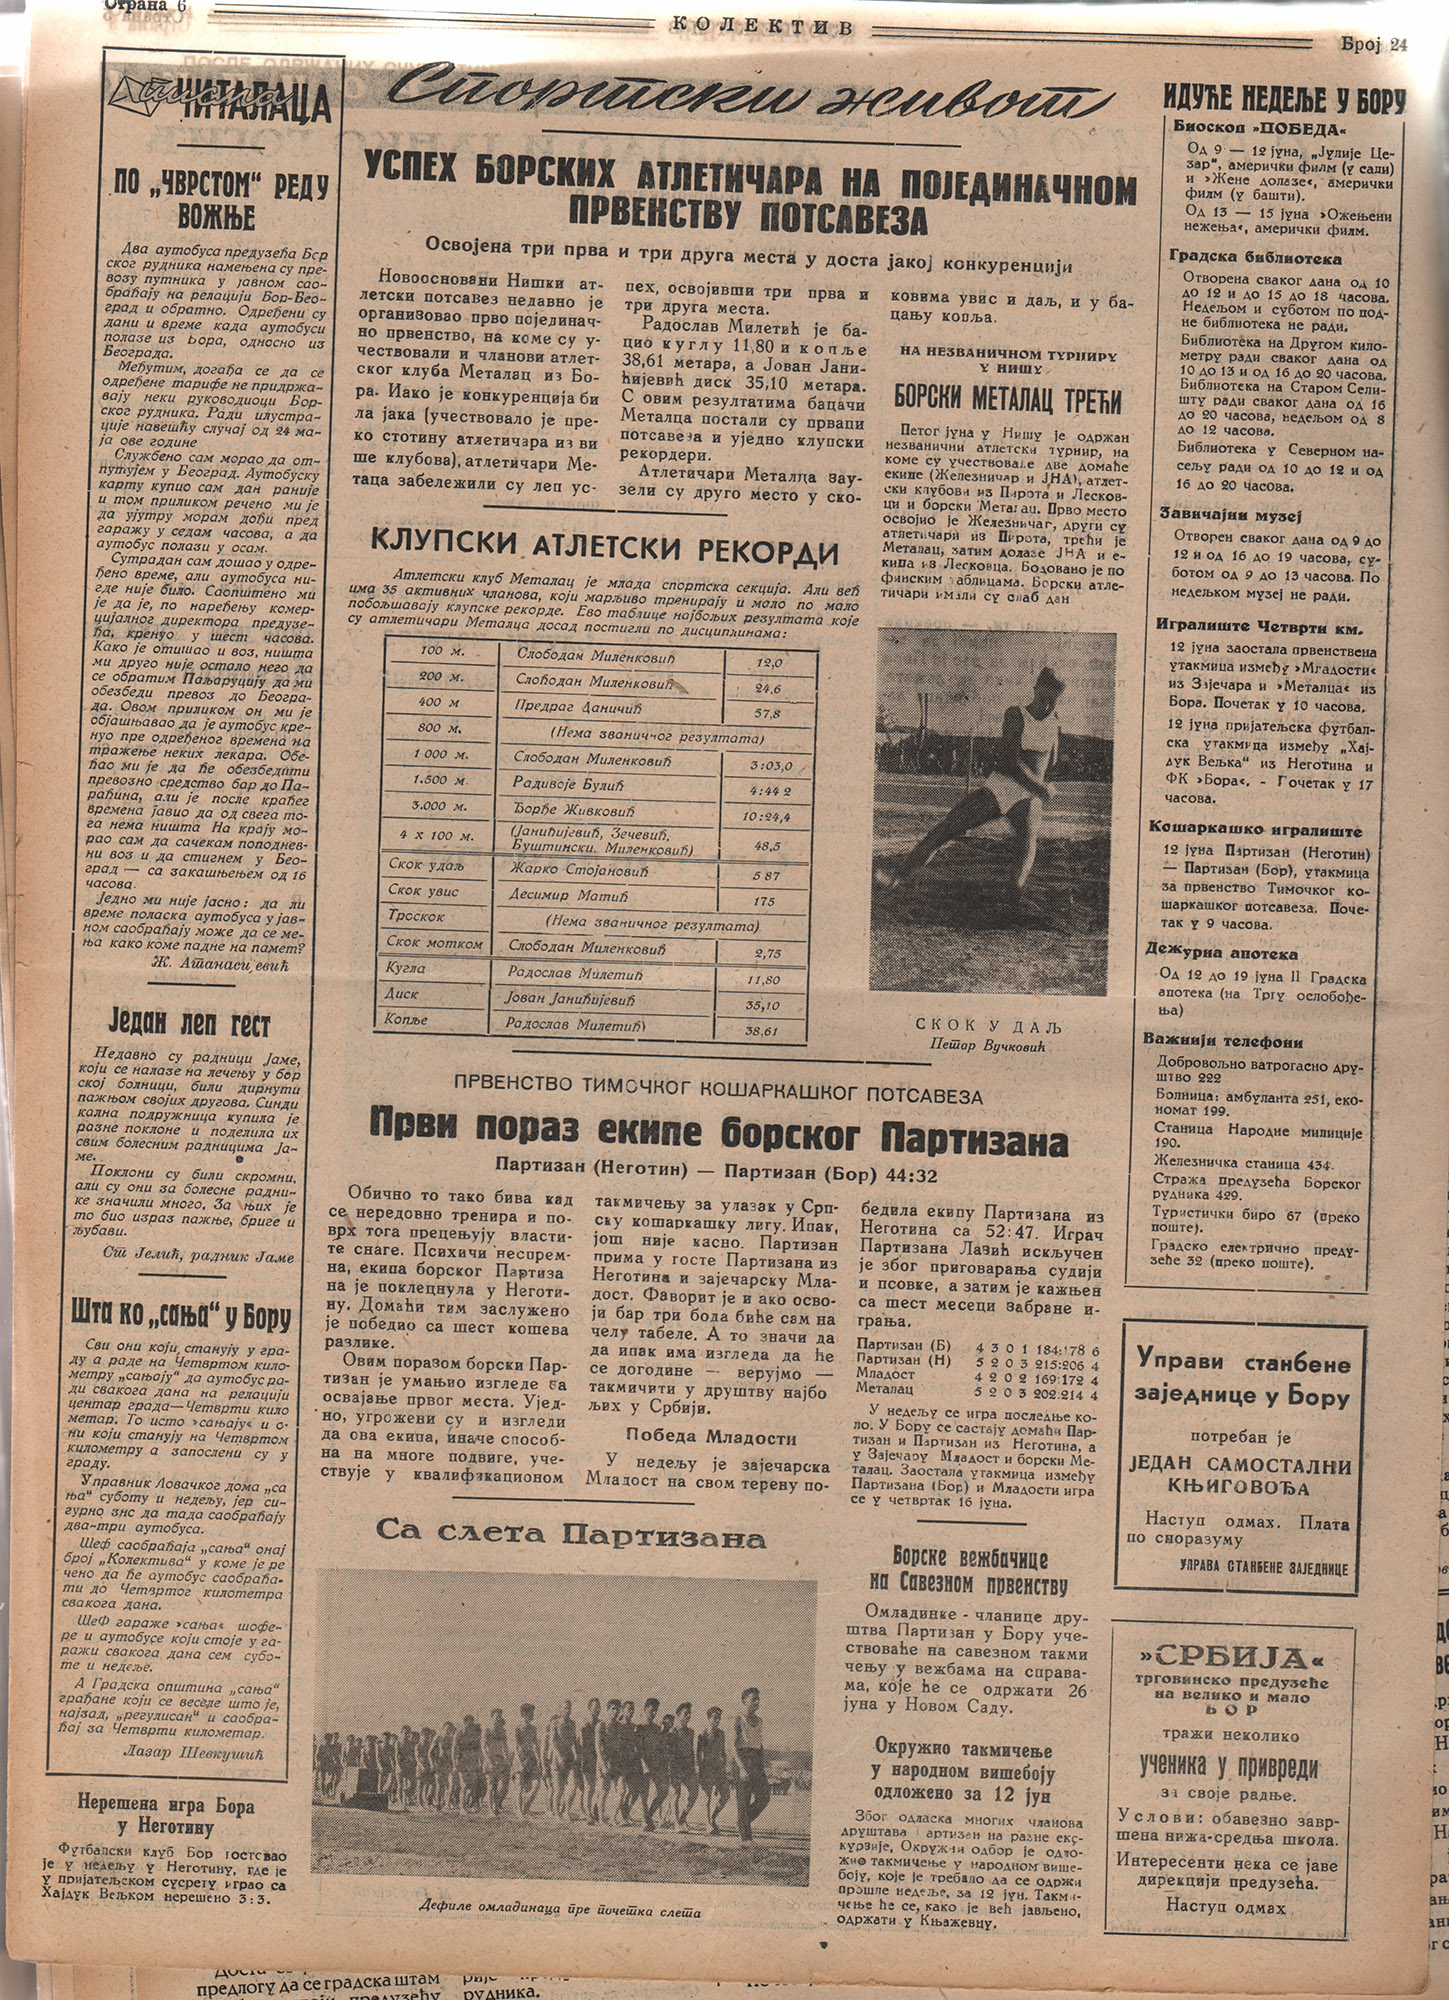 Страна 6
КОЛЕКТИВ
Број 24
писма
ЧИТАЛАЦА
ПО „ЧВРСТОМ“ РЕДУ
ВОЖЊЕ
Два аутобуса предузећа Бор
ског рудника намењена су пре-
возу путника у јавном сао-
браћају на релацији Бор-Бео-
град и обратно. Одређени су
дани и време када аутобуси
полазе из Бора, односно из
Београда.
Међутим, догађа се да се
одређене тарифе не придржа-
вају неки руководиоци Бор-
ског рудника. Ради илустра-
ције навешћу случај од 24 ма-
ја ове године
Службено сам морао да от-
путујем у Београд. Аутобуску
карту купио сам дан раније
и том приликом речено ми је
да ујутру морам доћи пред
гаражу у седам часова, а да
аутобус полази у осам.
Сутрадан сам дошао у одре-
ђено време, али аутобуса ни-
где није било. Саопштено ми
је да је, по наређењу комер-
цијалног директора предузе-
ћа, кренуо у шест часова.
Како је отишао и воз, ништа
ми друго није остало него да
се обратим Паљаруцију да ми
обезбеди превоз до Београ-
да. Овом приликом он ми је
објашњавао да је аутобус кре-
нуо пре одређеног времена на
тражење неких лекара. Обе-
ћао ми је да ће обезбедити
превозно средство бар до Па-
раћина, али је после краћег
времена јавио да од свега то-
га нема ништа На крају мо-
рао сам да сачекам поподнев-
ни воз и да стигнем у Бео-
град — са закашњењем од 16
часова.
Једно ми није јасно: да ли
време поласка аутобуса у јав-
ном саобраћају може да се ме-
ња како коме падне на памет?
Ж. Атанасијевић
Један леп гест
Недавно су радници Јаме,
који се налазе на лечењу у бор
ској болници, били дирнути
пажњом својих другова. Синди
кална подружница купила је
разне поклоне и поделила их
свим болесним радницима Ја-
ме.
Поклони су били скромни,
али су они за болесне радни-
ке значили много. За њих је
то био израз пажње, бриге и
љубави.
Ст Јелић, радник Јаме
Шта ко „сања“ у Бору
Сви они који станују у гра-
ду а раде на Четвртом кило-
метру „сањају“ да аутобус ра-
ди свакога дана на релацији
центар града—Четврти кило
метар. То исто »сањају« и о-
ни који станују на Четвртом
километру а запослени су у
граду.
Управник Ловачког дома „са
ња“ суботу и недељу, јер си-
гурно зна да тада саобраћају
два-три аутобуса.
Шеф саобраћаја „сања“ онај
број „Колектива“ у коме је ре
чено да ће аутобус саобраћа-
ти до Четвртог километра
свакога дана.
Шеф гараже »сања« шофе-
ре и аутобусе који стоје у га-
ражи свакога дана сем субо-
те и недеље.
А Градска општина „сања“
грађане који се веселе што је,
најзад, „регулисан“ и саобра-
ћај за Четврти километар.
Лазар Шевкушић
Нерешена игра Бора
у Неготину
Футбалски клуб Бор гостовао
је у недељу у Неготину, где је
у пријатељском сусрету играо са
Хајдук Вељком нерешено 3:3.
Спортски живот
УСПЕХ БОРСКИХ АТЛЕТИЧАРА НА ПОЈЕДИНАЧНОМ
ПРВЕНСТВУ ПОТСАВЕЗА
Освојена три прва и три друга места у доста јакој конкуренцији
Новоосновани Нишки ат-
летски потсавез недавно је
организовао прво појединач-
но првенство, на коме су у-
чествовали и чланови атлет-
ског клуба Металац из Бо-
ра. Иако је конкуренција би
ла јака (учествовало је пре-
ко стотину атлетичара из ви
ше клубова), атлетичари Ме-
таца забележили су леп ус-
пех, освојивши три прва и
три друга места.
Радослав Милетић је ба-
цио куглу 11,80 и копље
38,61 метара, а Јован Јани-
ћијевић диск 35,10 метара.
С овим резултатима бацачи
Металца постали су прваци
потсавеза и уједно клупски
рекордери.
Атлетичари Металца зау-
зели су друго место у ско-
ковима увис и даљ, и у ба-
цању копља.
НА НЕЗВАНИЧНОМ ТУРНИРУ
У НИШУ
БОРСКИ МЕТАЛАЦ ТРЕЋИ
Петог јуна у Нишу је одржан
незванични атлетски турнир, на
коме су учествовале две домаће
екипе (Железничар и ЈНА), атлет-
ски клубови из Пирота и Лесков-
ци и борски Металац. Прво место
освојио је Железничар, други су
атлетичари из Пирота, трећи је
Металац, затим долазе ЈНА и е-
кипа из Лесковца. Бодовано је по
финским таблицама. Борски атле-
тичари имали су слаб дан
КЛУПСКИ АТЛЕТСКИ РЕКОРДИ
Атлетски клуб Металац је млада спортска секција. Али већ
има 35 активних чланова, који марљиво тренирају и мало по мало
побољшавају клупске рекорде. Ево таблице најбољих резултата које
су атлетичари Металца досад постигли по дисциплинама:
100 м. Слободан Миленковић 12,0
200 м. Слободан Миленковић 24,6
400 м Предраг Даничић 57,8
800 м. (Нема званичног резултата)
1 000 м. Слободан Миленковић 3:03,0
1.500 м. Радивоје Булић 4:44 2
3.000 м. Ђорђе Живковић 10:24,4
4 x 100 м. (Јанићијевић, Зечевић,
Буштински. Миленковић) 48,5
Скок удаљ Жарко Стојановић 5 87
Скок увис Десимир Матић 175
Троскок (Нема званичног резултата)
Скок мотком Слободан Миленковић 2,75
Кугла Радослав Милетић 11,80
Диск Јован Јанићијевић 35,10
Копље Радослав Милетић) 38,61
СКОК У ДАЉ
Петар Вучковић
ПРВЕНСТВО ТИМОЧКОГ КОШАРКАШКОГ ПОТСАВЕЗА
Први пораз екипе борског Партизана
Партизан (Неготин) — Партизан (Бор) 44:32
Обично то тако бива кад
се нередовно тренира и по-
врх тога прецењују власти-
те снаге. Психичи неспрем-
на, екипа борског Партиза
на је поклецнула у Неготи-
ну. Домаћи тим заслужено
је победио са шест кошева
разлике.
Овим поразом борски Пар-
тизан је умањио изгледе за
освајање првог места. Ујед-
но, угрожени су и изгледи
да ова екипа, иначе способ-
на на многе подвиге, уче-
ствује у квалификационом
такмичењу за улазак у Срп-
ску кошаркашку лигу. Ипак,
још није касно. Партизан
прима у госте Партизана из
Неготина и зајечарску Мла-
дост. Фаворит је и ако осво-
ји бар три бола биће сам на
челу табеле. А то значи да
да ипак има изгледа да ће
се догодине — верујмо —
такмичити у друштву најбо
љих у Србији.
Победа Младости
У недељу је зајечарска
Младост на свом терену по-
бедила екипу Партизана из
Неготина са 52:47. Играч
Партизана Лазић искључен
је због приговарања судији
и псовке, а затим је кажњен
са шест месеци забране и-
грања.
Партизан (Б) 4 3 0 1 184:178 6
Партизан (Н) 5 2 0 3 215:206 4
Младост 4 2 0 2 169:172 4
Металац 5 2 0 3 202:214 4
У недељу се игра последње ко-
ло. У Бору се састају домаћи Пар-
тизан и Партизан из Неготина, а
у Зајечару Младост и борски Ме-
талац. Заостала утакмица између
Партизана (Бор) и Младости игра
се у четвртак 16 јуна.
Са слета Партизана
Дефиле омладинаца пре почетка слета
Борске вежбачице
на Савезном првенству
Омладинке - чланице дру-
штва Партизан у Бору уче-
ствоваће на савезном такми
чењу у вежбама на справа-
ма, које ће се одржати 26
јуна у Новом Саду.
Окружно такмичење
у народном вишебоју
одложено за 12 јун
Због одласка многих чланова
друштава Партизан на разне екс-
курзије, Окружни одбор је одло-
жио такмичење у народном више-
боју, које је требало да се одржи
прошле недеље, за 12 јун. Такми-
чење ће се, како је већ јављено,
одржати у Књажевцу.
ИДУЋЕ НЕДЕЉЕ У БОРУ
Биоскоп »ПОБЕДА«
Од 9 — 12 јуна, „Јулије Це-
зар“, амерички филм (у сали)
и »Жене долазе«, амерички
филм (у башти).
Од 13 — 15 јуна »Ожењени
нежења«, амерички филм.
Градска библиотека
Отворена сваког дана од 10
до 12 и до 15 до 18 часова.
Недељом и суботом по под-
не библиотека не ради.
Библиотека на Другом кило-
метру ради сваког дана од
10 до 13 и од 16 до 20 часова.
Библиотека на Старом Сели-
шту ради сваког дана од 16
до 20 часова, недељом од 8
до 12 часова.
Библиотека у Северном на-
сељу ради од 10 до 12 и од
16 до 20 часова.
Завичајни музеј
Отворен сваког дана од 9 до
12 и од 16 до 19 часова, су-
ботом од 9 до 13 часова. По
недељком музеј не ради.
Игралиште Четврти км.
12 јуна заостала првенствена
утакмица између »Младости«
из Зајечара и »Металца« из
Бора. Почетак у 10 часова.
12 јуна пријатељска футбал-
ска утакмица између „Хај-
дук Вељка“ из Неготина и
ФК »Бора«. - Почетак у 17
часова.
Кошаркашко игралиште
12 јуна Партизан (Неготин)
— Партизан (Бор), утакмица
за првенство Тимочког ко-
шаркашког потсавеза. Поче-
так у 9 часова.
Дежурна апотека
Од 12 до 19 јуна II Градска
апотека (на Тргу ослобође-
ња)
Важнији телефони
Добровољно ватрогасно дру-
штво 222
Болница: амбуланта 251, еко-
номат 199.
Станица Народне милиције
190.
Железничка станица 434.
Стража предузећа Борског
рудника 429.
Туристички биро 67 (преко
поште).
Градско електрично преду-
зеће 32 (преко поште).
Управи станбене
заједнице у Бору
потребан је
ЈЕДАН САМОСТАЛНИ
КЊИГОВОЂА
Наступ одмах. Плата
по споразуму
УПРАВА СТАНБЕНЕ ЗАЈЕДНИЦЕ
»СРБИЈА«
трговинско предузеће
на велико и мало
БОР
тражи неколико
ученика у привреди
за своје радње.
Услови: обавезно завр-
шена нижа-средња школа.
Интересенти нека се јаве
дирекцији предузећа.
Наступ одмах
предлогу да се градска штам
рудника.